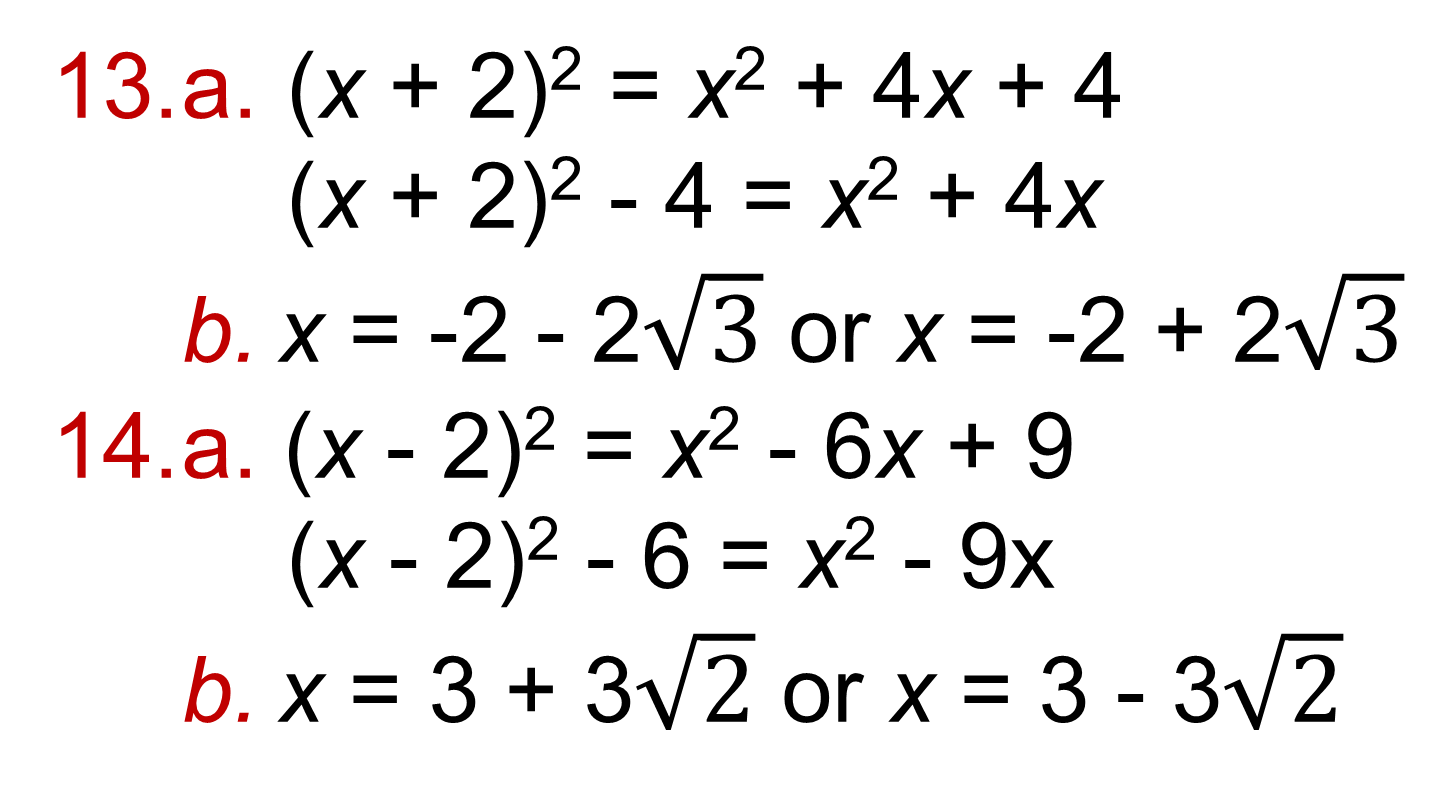 13.a. (x + 2)² = x² + 4x + 4
(x + 2)² - 4 = x² + 4x
b. x = -2 - 2√3 or x = -2 + 2√3
14.a. (x - 2)² = x² - 6x + 9
(x - 2)² - 6 = x² - 9x
b. x = 3 + 3√2 or x = 3 - 3√2